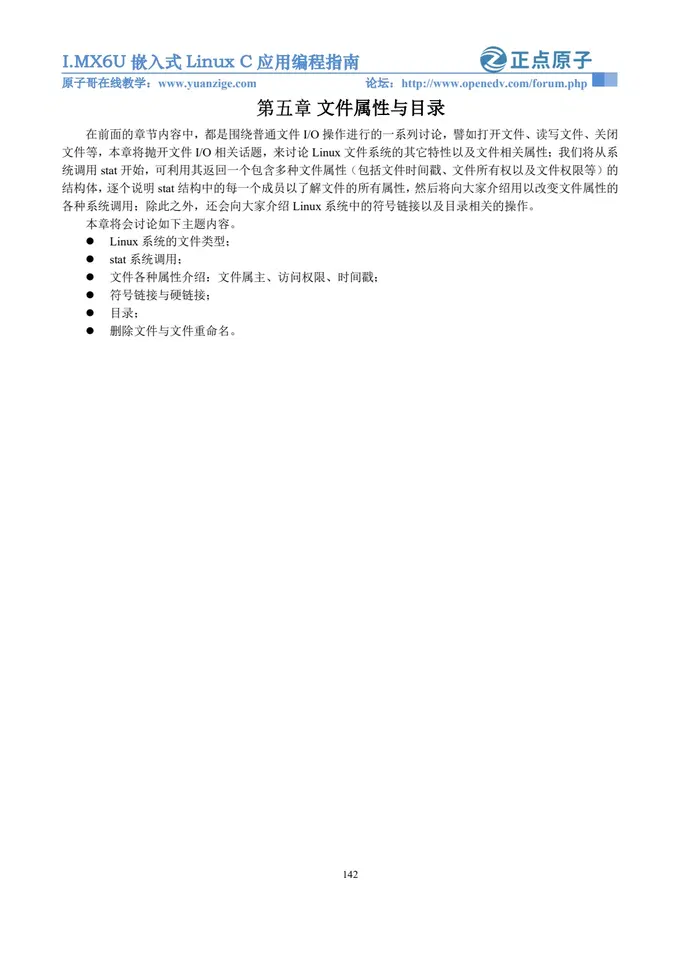 I.MX6U 嵌入式 Linux C 应用编程指南
正点原子
原子哥在线教学：www.yuanzige.com
论坛：http://www.openedv.com/forum.php
第五章 文件属性与目录
在前面的章节内容中，都是围绕普通文件 I/O 操作进行的一系列讨论，譬如打开文件、读写文件、关闭
文件等，本章将抛开文件 I/O 相关话题，来讨论 Linux 文件系统的其它特性以及文件相关属性；我们将从系
统调用 stat 开始，可利用其返回一个包含多种文件属性（包括文件时间戳、文件所有权以及文件权限等）的
结构体，逐个说明 stat 结构中的每一个成员以了解文件的所有属性，然后将向大家介绍用以改变文件属性的
各种系统调用；除此之外，还会向大家介绍 Linux 系统中的符号链接以及目录相关的操作。
本章将会讨论如下主题内容。
● Linux 系统的文件类型；
● stat 系统调用；
● 文件各种属性介绍：文件属主、访问权限、时间戳；
● 符号链接与硬链接；
● 目录；
● 删除文件与文件重命名。
142